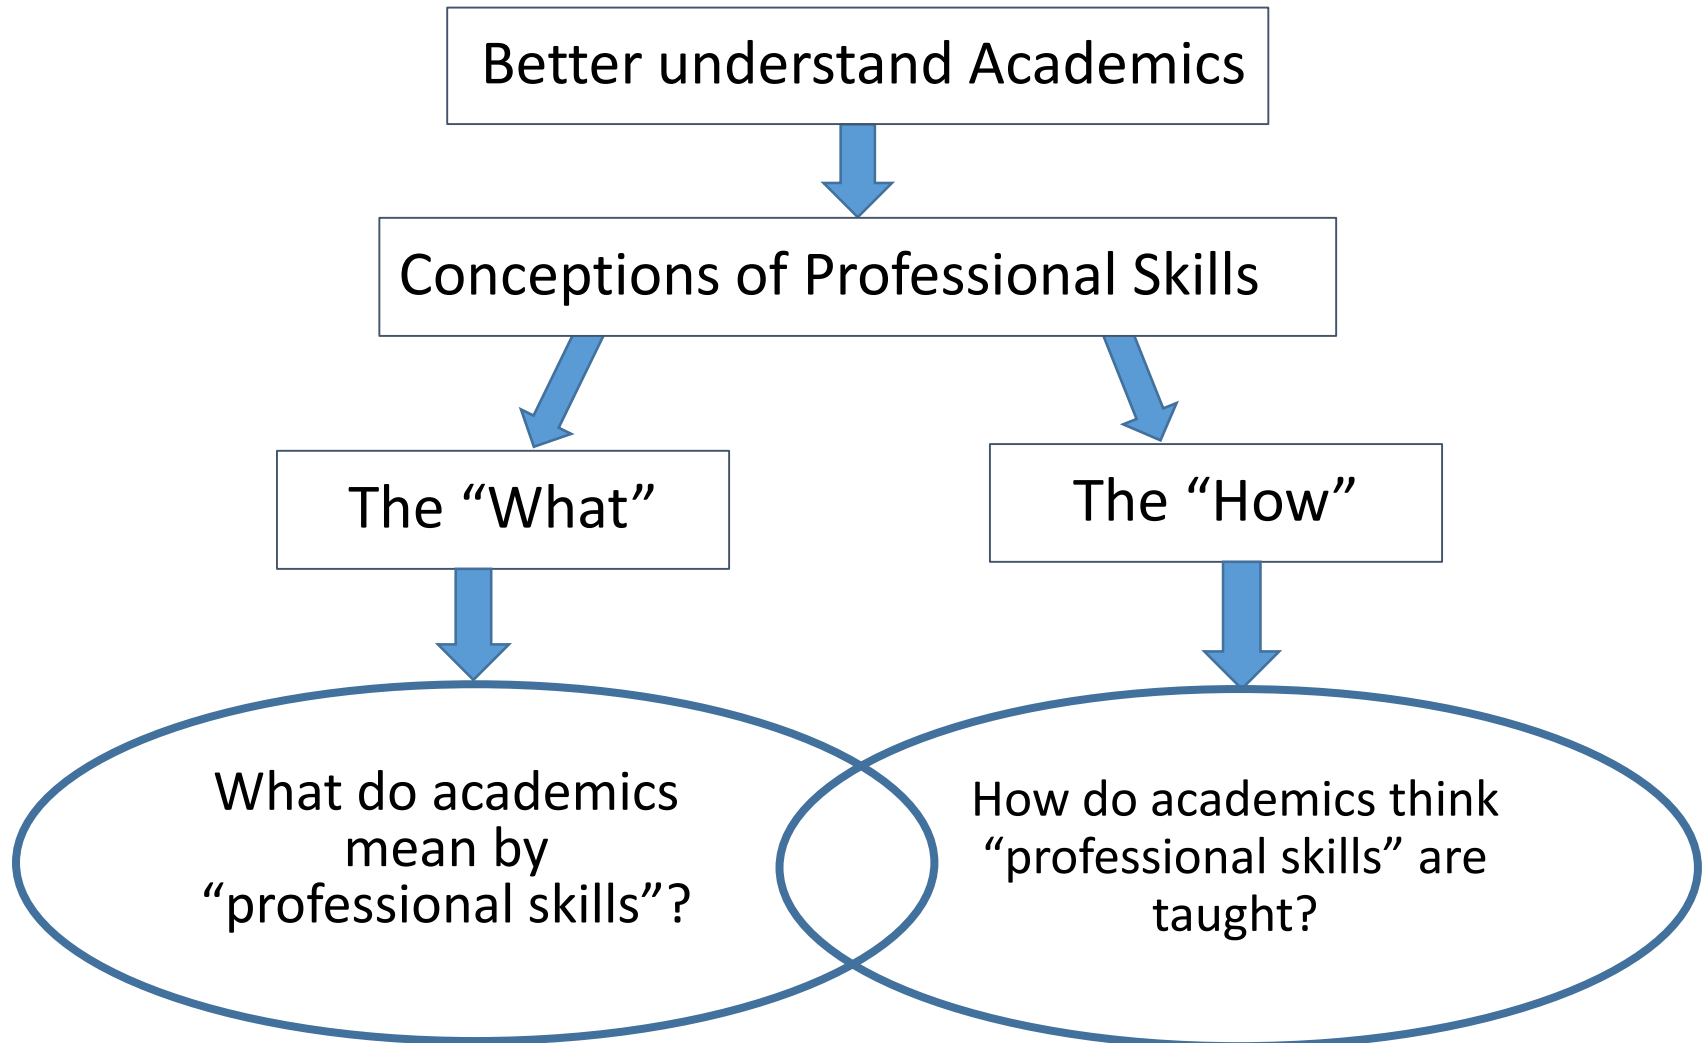 Better understand Academics
Conceptions of Professional Skills
The “What”
The “How”
What do academics
mean by
“professional skills”?
How do academics think
“professional skills” are
taught?